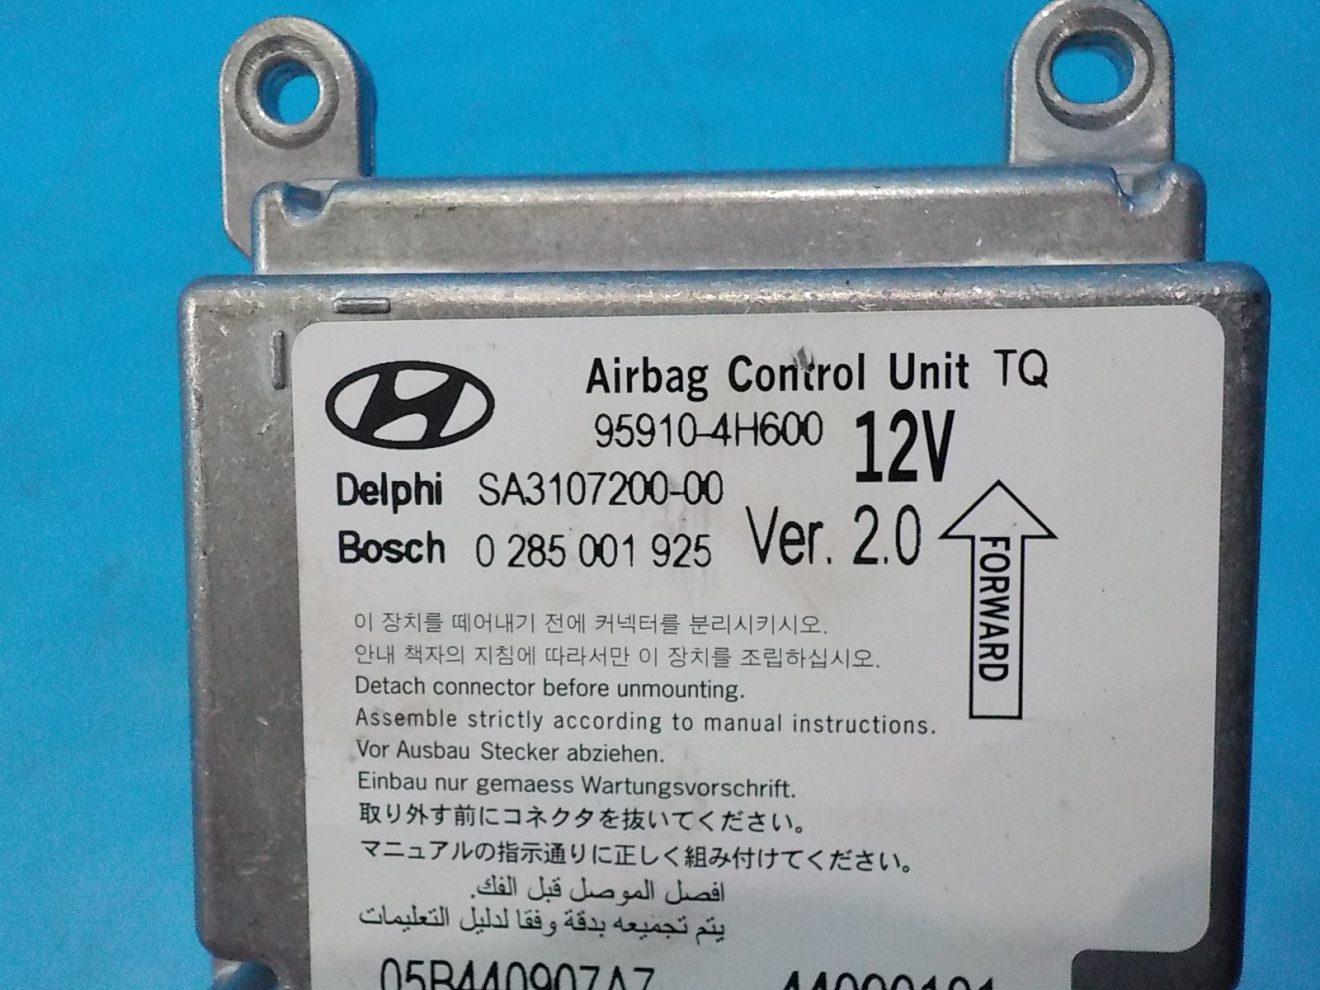 Airbag Control Unit TQ
95910-4H600 12V
Delphi SA3107200-00
Bosch 0 285 001 925 Ver. 2.0
FORWARD
이 장치를 떼어내기 전에 커넥터를 분리시키시오.
안내 책자의 지침에 따라서만 이 장치를 조립하십시오.
Detach connector before unmounting.
Assemble strictly according to manual instructions.
Vor Ausbau Stecker abziehen.
Einbau nur gemaess Wartungsvorschrift.
取り外す前にコネクタを抜いてください。
マニュアルの指示通りに正しく組み付けてください。
افصل الموصل قبل الفك.
يتم تجميعه بدقة وفقا لدليل التعليمات
05B440907A7